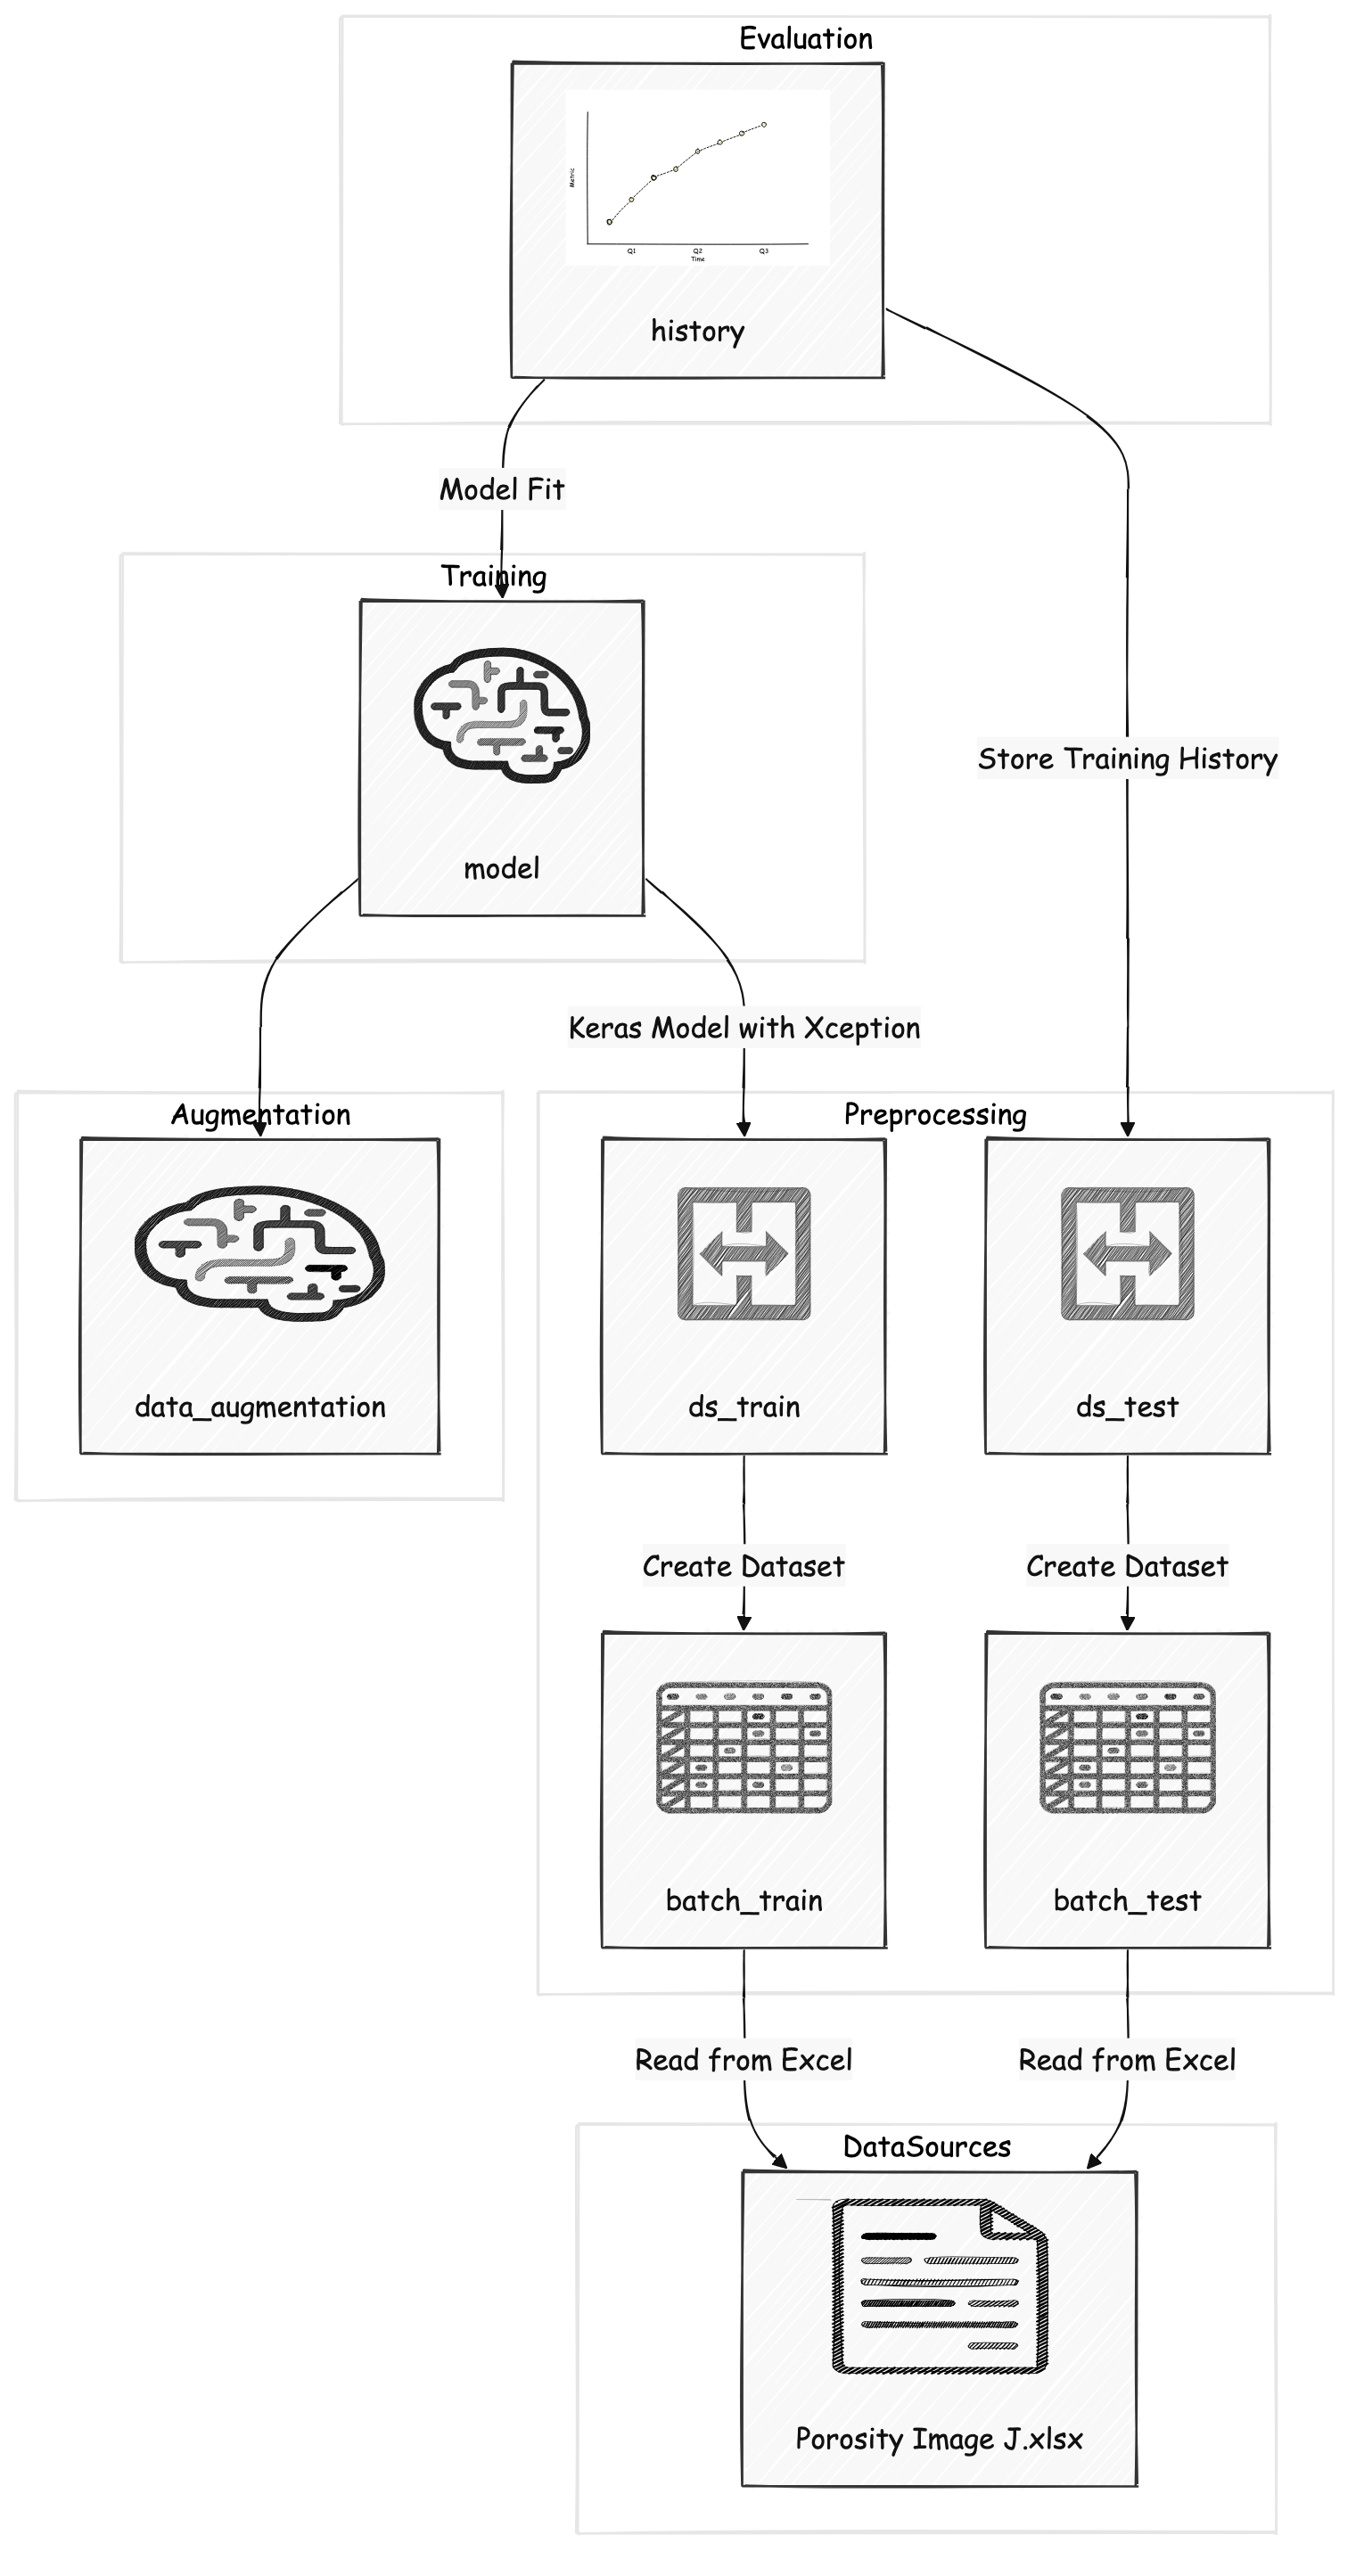 Evaluation
Metric
Q1 Q2 Q3
Time
history
Model Fit
Training
model
Store Training History
Keras Model with Xception
Augmentation
Preprocessing
data_augmentation
ds_train
ds_test
Create Dataset
Create Dataset
batch_train
batch_test
Read from Excel
Read from Excel
DataSources
Porosity Image J.xlsx